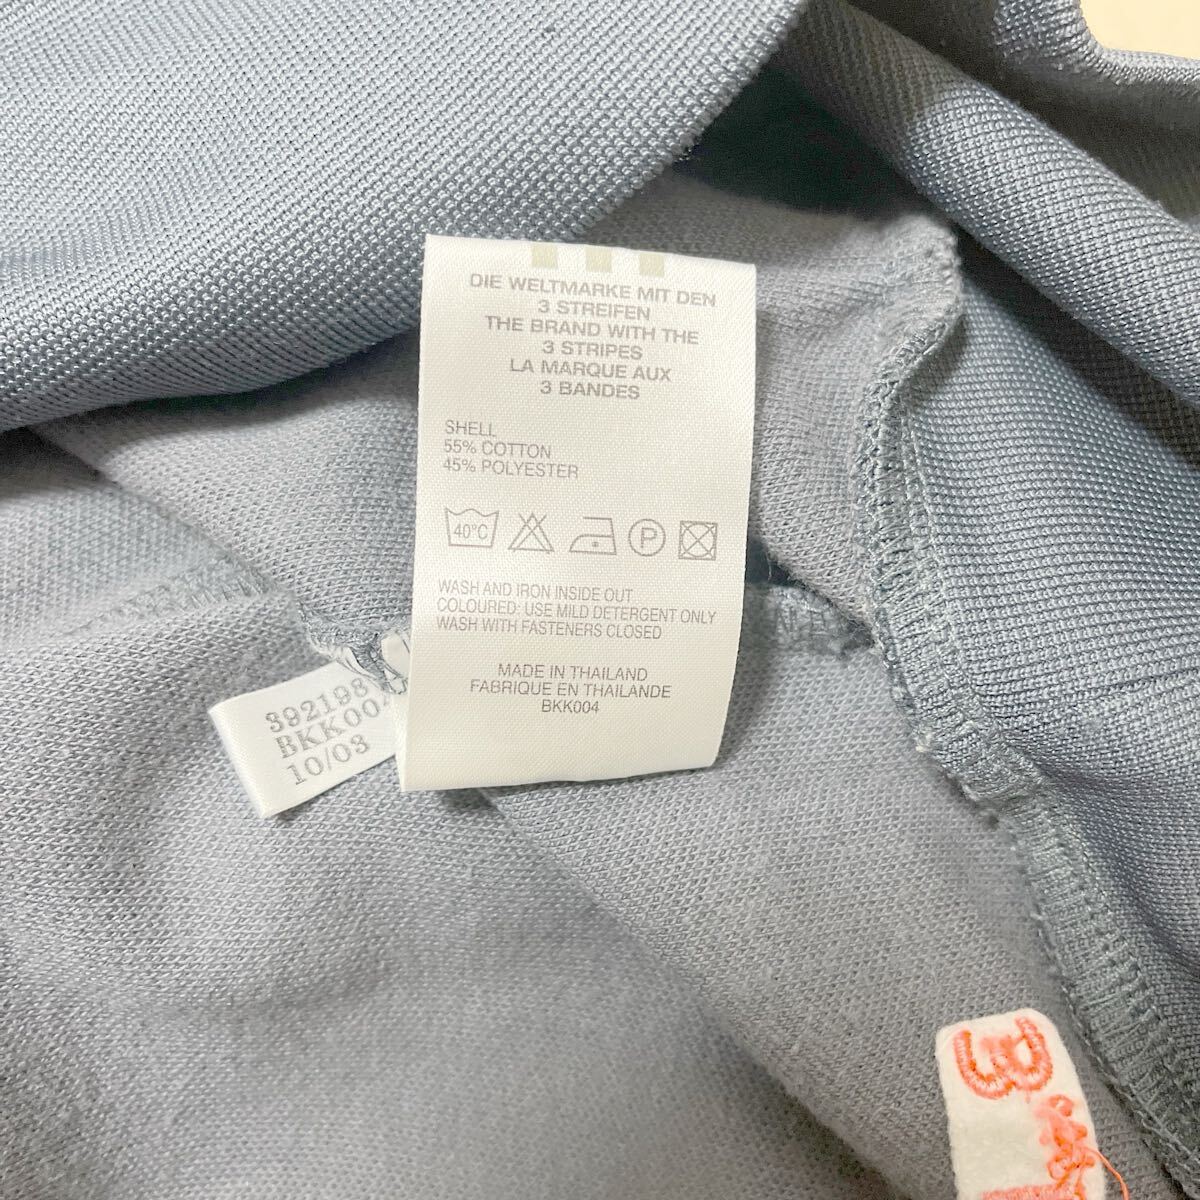 DIE WELTMARKE MIT DEN
3 STREIFEN
THE BRAND WITH THE
3 STRIPES
LA MARQUE AUX
3 BANDES
SHELL
55% COTTON
45% POLYESTER
40°C
P
WASH AND IRON INSIDE OUT
COLOURED: USE MILD DETERGENT ONLY
WASH WITH FASTENERS CLOSED
MADE IN THAILAND
FABRIQUE EN THAILANDE
BKK004
392198
BKK004
10/03